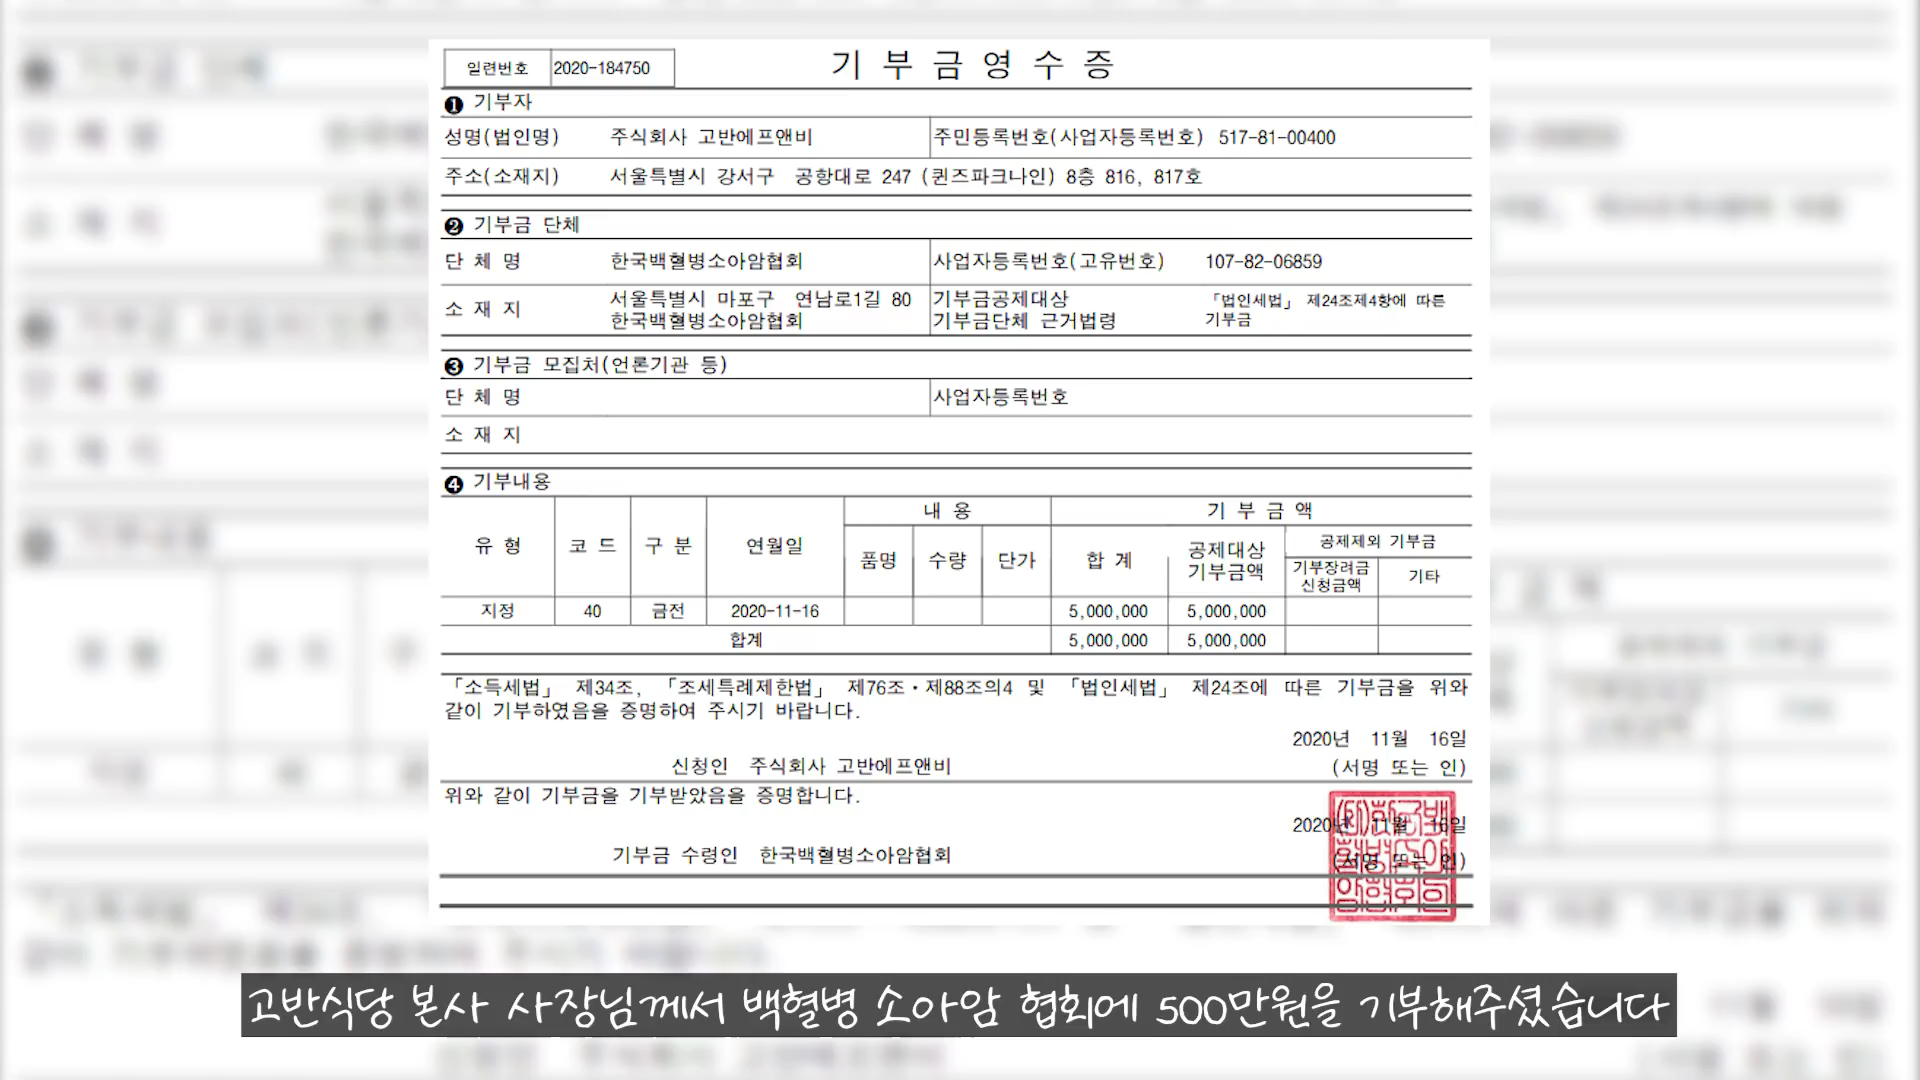 일련번호 2020-184750
기부금영수증
❶ 기부자
성명(법인명) 주식회사 고반에프앤비 주민등록번호(사업자등록번호) 517-81-00400
주소(소재지) 서울특별시 강서구 공항대로 247 (퀸즈파크나인) 8층 816, 817호
❷ 기부금 단체
단 체 명 한국백혈병소아암협회 사업자등록번호(고유번호) 107-82-06859
소 재 지 서울특별시 마포구 연남로1길 80 한국백혈병소아암협회 기부금공제대상 기부금단체 근거법령 「법인세법」 제24조제4항에 따른 기부금
❸ 기부금 모집처(언론기관 등)
단 체 명 사업자등록번호
소 재 지
❹ 기부내용
유 형 코 드 구 분 연월일 내 용 기 부 금 액
품명 수량 단가 합 계 공제대상 기부금액 공제제외 기부금
기부장려금 신청금액 기타
지정 40 금전 2020-11-16 5,000,000 5,000,000
합계 5,000,000 5,000,000
「소득세법」 제34조, 「조세특례제한법」 제76조·제88조의4 및 「법인세법」 제24조에 따른 기부금을 위와
같이 기부하였음을 증명하여 주시기 바랍니다.
2020년 11월 16일
신청인 주식회사 고반에프앤비 (서명 또는 인)
위와 같이 기부금을 기부받았음을 증명합니다.
2020년 11월 16일
기부금 수령인 한국백혈병소아암협회 (서명 또는 인)
고반식당 본사 사장님께서 백혈병 소아암 협회에 500만원을 기부해주셨습니다